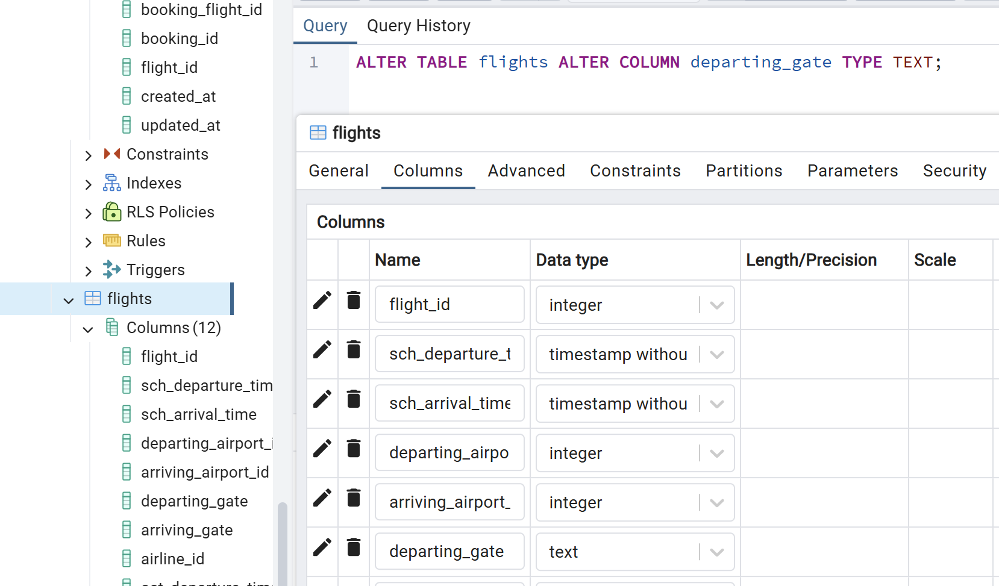 booking_flight_id
booking_id
flight_id
created_at
updated_at
Constraints
Indexes
RLS Policies
Rules
Triggers
flights
Columns (12)
flight_id
sch_departure_tim
sch_arrival_time
departing_airport_i
arriving_airport_id
departing_gate
arriving_gate
airline_id
Query Query History
1 ALTER TABLE flights ALTER COLUMN departing_gate TYPE TEXT;
flights
General Columns Advanced Constraints Partitions Parameters Security
Columns
Name Data type Length/Precision Scale
flight_id integer
sch_departure_t timestamp withou
sch_arrival_time timestamp withou
departing_airpo integer
arriving_airport_ integer
departing_gate text